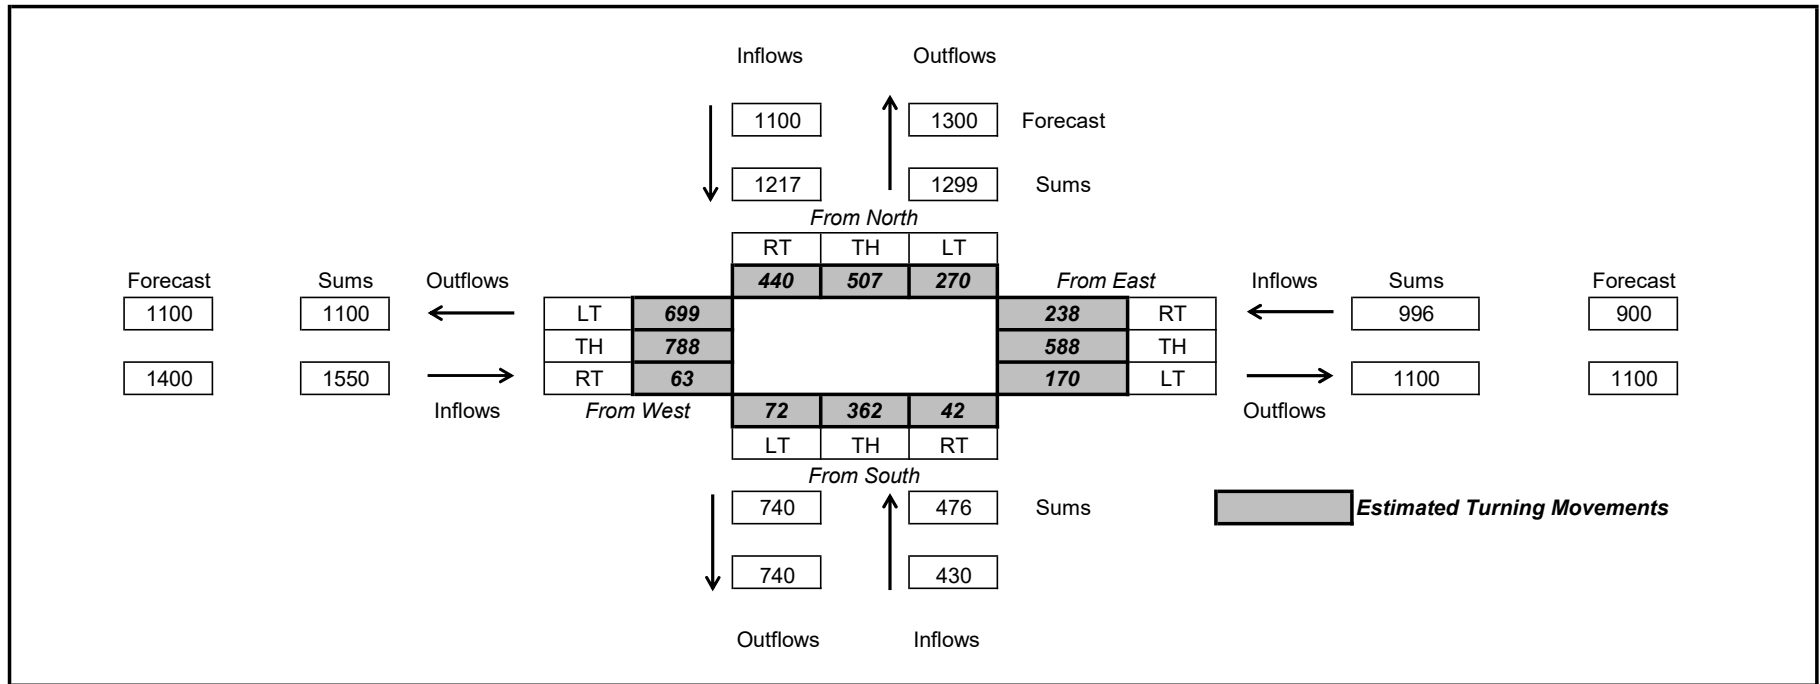 Inflows Outflows
1100 1300 Forecast
1217 1299 Sums
From North
RT TH LT
Forecast Sums Outflows 440 507 270 From East Inflows Sums Forecast
1100 1100 LT 699 238 RT 996 900
TH 788 588 TH
1400 1550 RT 63 170 LT 1100 1100
Inflows From West 72 362 42 Outflows
LT TH RT
From South
740 476 Sums Estimated Turning Movements
740 430
Outflows Inflows